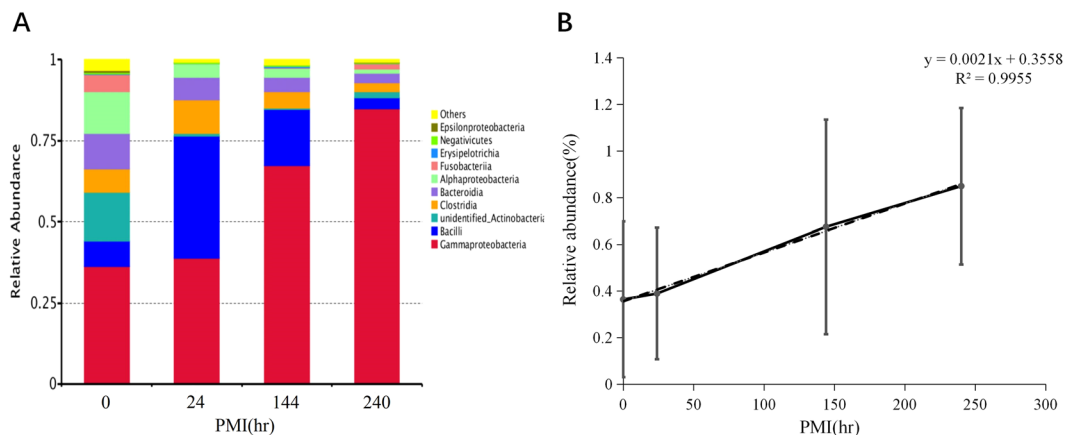 A
Relative Abundance
1
0.75
0.5
0.25
0
0
24
144
240
PMI(hr)
Others
Epsilonproteobacteria
Negativicutes
Erysipelotrichia
Fusobacteriia
Alphaproteobacteria
Bacteroidia
Clostridia
unidentified_Actinobacteria
Bacilli
Gammaproteobacteria
B
Relative abundance(%)
1.4
1.2
1
0.8
0.6
0.4
0.2
0
0
50
100
150
200
250
300
PMI(hr)
y = 0.0021x + 0.3558
R² = 0.9955